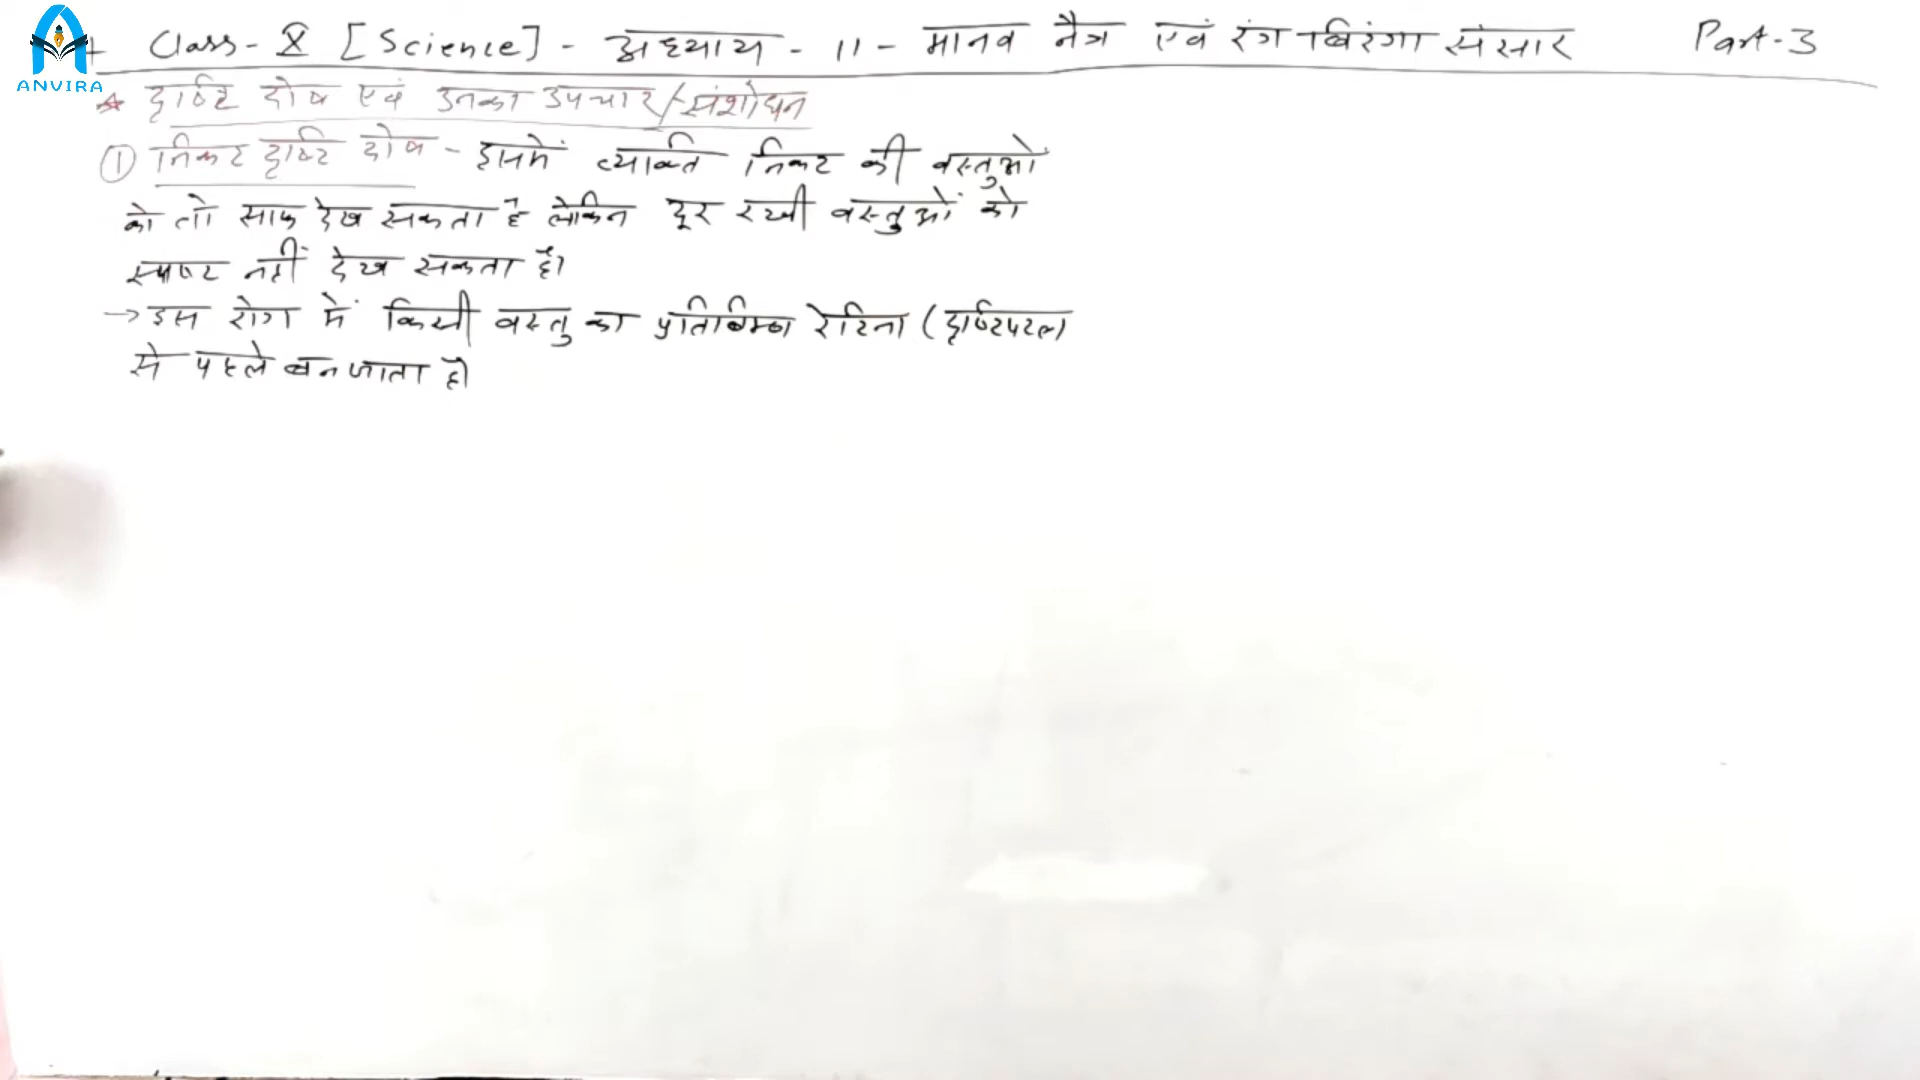 ANVIRA
Class - X [Science] - अध्याय - 11 - मानव नैत्र एवं रंग बिरंगा संसार Part-3
* दृष्टि दोष एवं उनका उपचार/संशोधन
① निकट दृष्टि दोष - इसमें व्यक्ति निकट की वस्तुओं
को तो साफ देख सकता है लेकिन दूर रखी वस्तुओं को
स्पष्ट नहीं देख सकता है।
→ इस रोग में किसी वस्तु का प्रतिबिम्ब रेटिना (दृष्टिपटल)
से पहले बन जाता है।